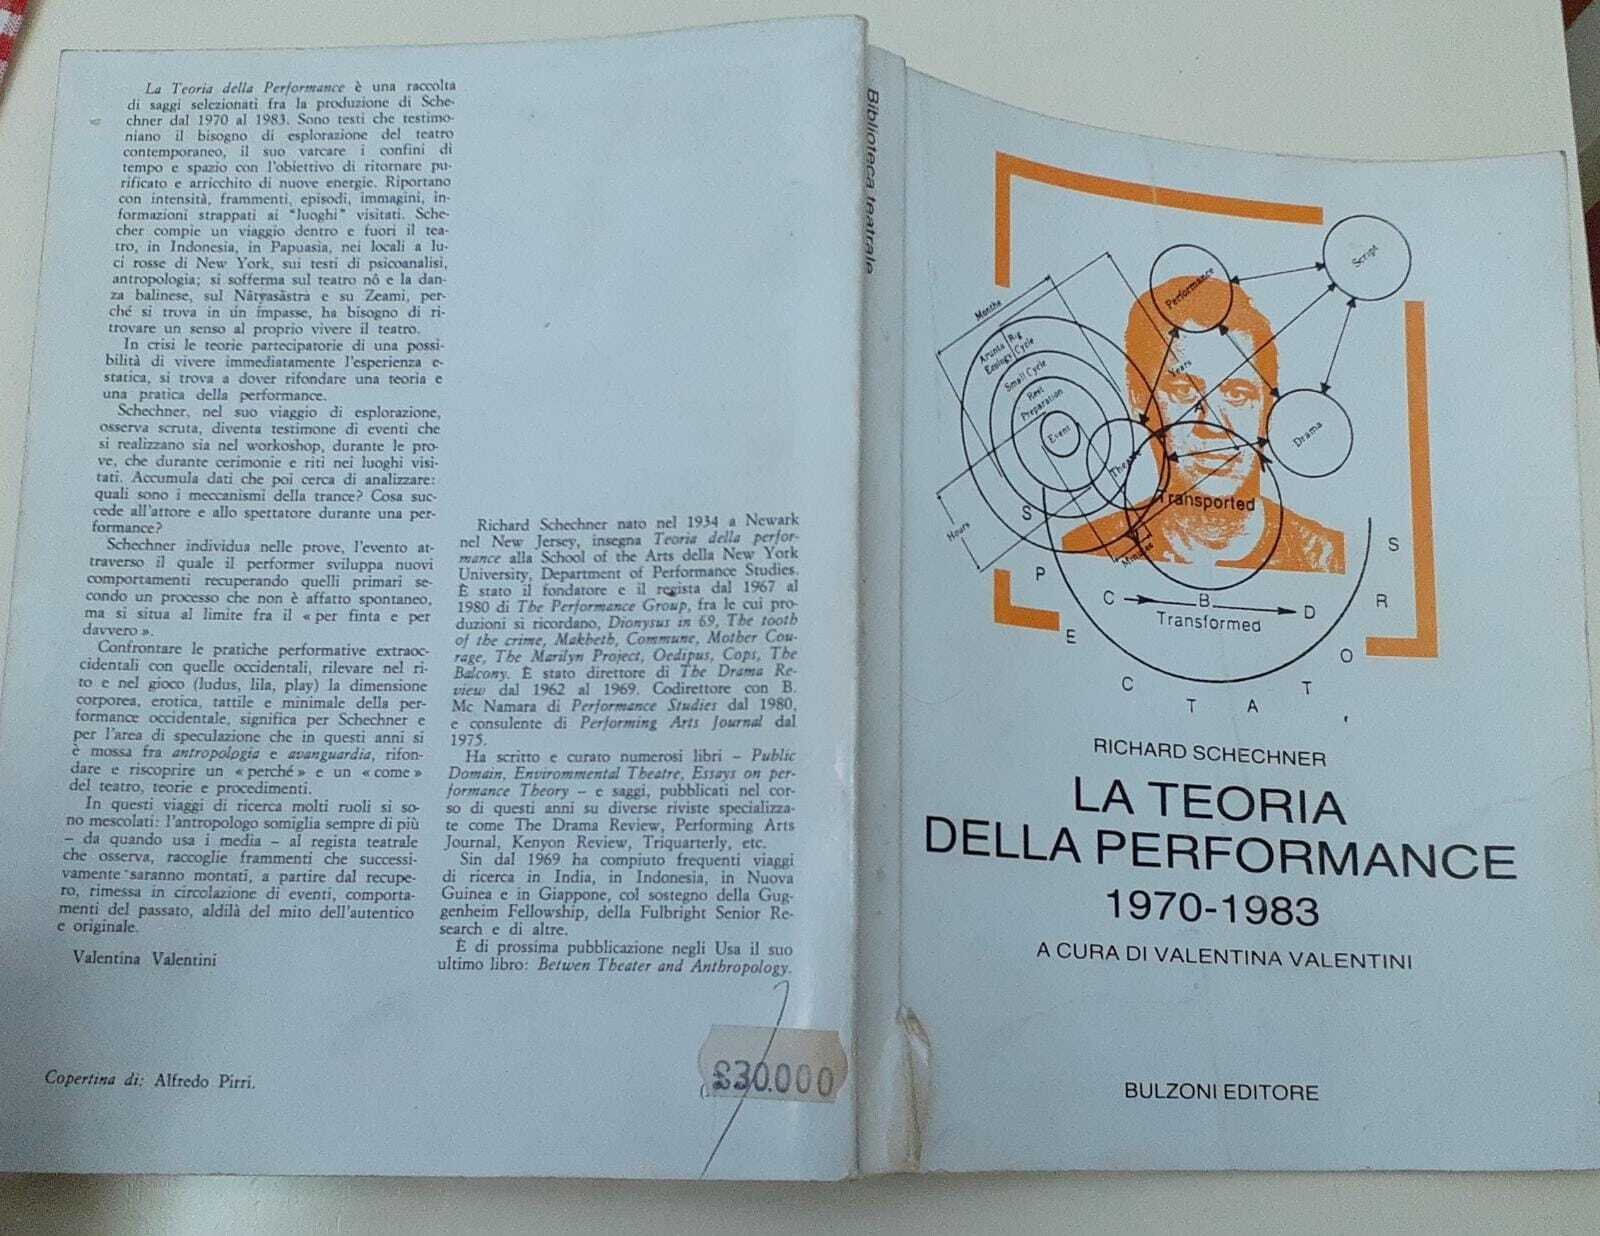 La Teoria della Performance è una raccolta
di saggi selezionati fra la produzione di Sche-
chner dal 1970 al 1983. Sono testi che testimo-
niano il bisogno di esplorazione del teatro
contemporaneo, il suo varcare i confini di
tempo e spazio con l'obiettivo di ritornare pu-
rificato e arricchito di nuove energie. Riportano
con intensità, frammenti, episodi, immagini, in-
formazioni strappati ai "luoghi" visitati. Sche-
cher compie un viaggio dentro e fuori il tea-
tro, in Indonesia, in Papuasia, nei locali a lu-
ci rosse di New York, sui testi di psicoanalisi,
antropologia; si sofferma sul teatro nô e la dan-
za balinese, sul Nâtyasâstra e su Zeami, per-
ché si trova in un impasse, ha bisogno di ri-
trovare un senso al proprio vivere il teatro.
In crisi le teorie partecipatorie di una possi-
bilità di vivere immediatamente l'esperienza e-
statica, si trova a dover rifondare una teoria e
una pratica della performance.
Schechner, nel suo viaggio di esplorazione,
osserva scruta, diventa testimone di eventi che
si realizzano sia nel workoshop, durante le pro-
ve, che durante cerimonie e riti nei luoghi visi-
tati. Accumula dati che poi cerca di analizzare:
quali sono i meccanismi della trance? Cosa suc-
cede all'attore e allo spettatore durante una per-
formance?
Schechner individua nelle prove, l'evento at-
traverso il quale il performer sviluppa nuovi
comportamenti recuperando quelli primari se-
condo un processo che non è affatto spontaneo,
ma si situa al limite fra il « per finta e per
davvero ».
Confrontare le pratiche performative extraoc-
cidentali con quelle occidentali, rilevare nel ri-
to e nel gioco (ludus, lila, play) la dimensione
corporea, erotica, tattile e minimale della per-
formance occidentale, significa per Schechner e
per l'area di speculazione che in questi anni si
è mossa fra antropologia e avanguardia, rifon-
dare e riscoprire un « perché » e un « come »
del teatro, teorie e procedimenti.
In questi viaggi di ricerca molti ruoli si so-
no mescolati: l'antropologo somiglia sempre di più
– da quando usa i media – al regista teatrale
che osserva, raccoglie frammenti che successi-
vamente saranno montati, a partire dal recupe-
ro, rimessa in circolazione di eventi, comporta-
menti del passato, aldilà del mito dell'autentico
e originale.
Valentina Valentini
Copertina di: Alfredo Pirri.
Richard Schechner nato nel 1934 a Newark
nel New Jersey, insegna Teoria della perfor-
mance alla School of the Arts della New York
University, Department of Performance Studies.
È stato il fondatore e il regista dal 1967 al
1980 di The Performance Group, fra le cui pro-
duzioni si ricordano, Dionysus in 69, The tooth
of the crime, Makbeth, Commune, Mother Cou-
rage, The Marilyn Project, Oedipus, Cops, The
Balcony. È stato direttore di The Drama Re-
view dal 1962 al 1969. Codirettore con B.
Mc Namara di Performance Studies dal 1980,
e consulente di Performing Arts Journal dal
1975.
Ha scritto e curato numerosi libri – Public
Domain, Envirommental Theatre, Essays on per-
formance Theory – e saggi, pubblicati nel cor-
so di questi anni su diverse riviste specializza-
te come The Drama Review, Performing Arts
Journal, Kenyon Review, Triquarterly, etc.
Sin dal 1969 ha compiuto frequenti viaggi
di ricerca in India, in Indonesia, in Nuova
Guinea e in Giappone, col sostegno della Gug-
genheim Fellowship, della Fulbright Senior Re-
search e di altre.
È di prossima pubblicazione negli Usa il suo
ultimo libro: Betwen Theater and Anthropology.
£30.000
Biblioteca teatrale
Script
Performance
Months
Arunta Big
Ecology Cycle
Small Cycle
Rest
Preparation
Event
Years
Drama
A
Transported
Hours
Minutes
C B D
Transformed
SPECTATORS
RICHARD SCHECHNER
LA TEORIA
DELLA PERFORMANCE
1970-1983
A CURA DI VALENTINA VALENTINI
BULZONI EDITORE